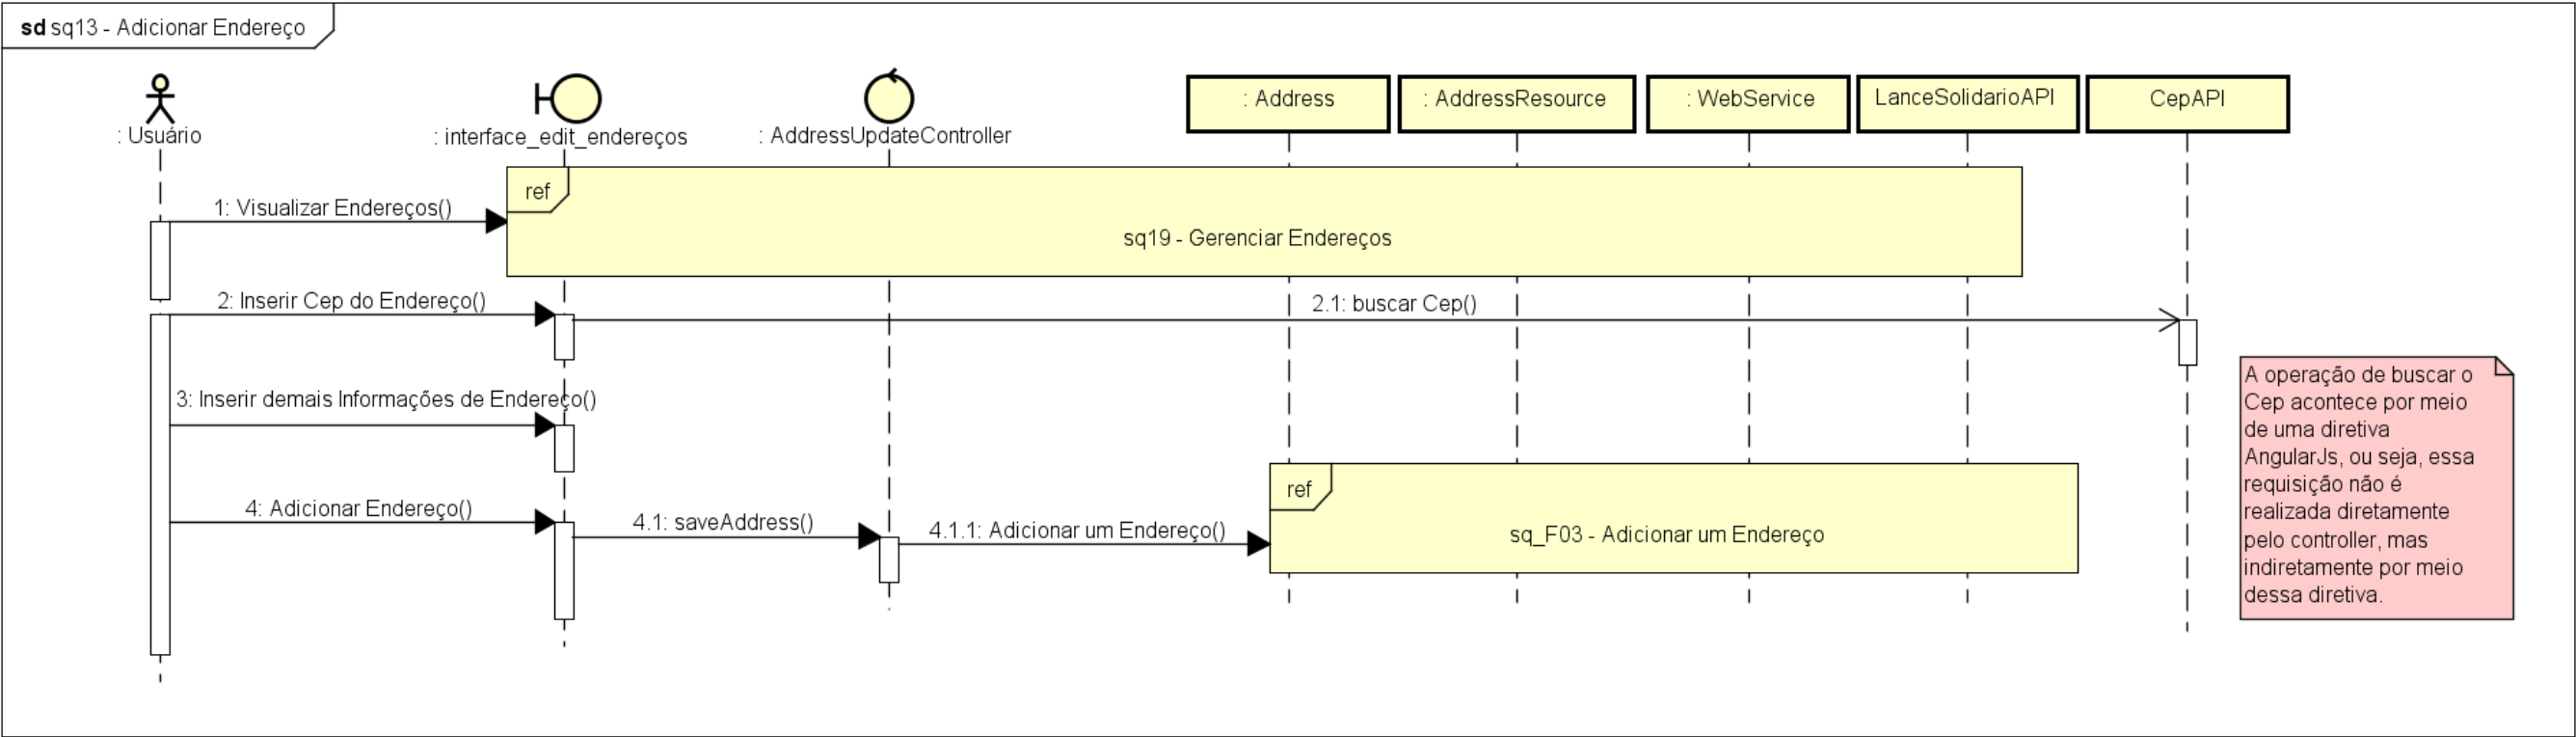 sd sq13 - Adicionar Endereço
: Usuário
: interface_edit_endereços
: AddressUpdateController
: Address
: AddressResource
: WebService
LanceSolidarioAPI
CepAPI
ref
1: Visualizar Endereços()
sq19 - Gerenciar Endereços
2: Inserir Cep do Endereço()
2.1: buscar Cep()
3: Inserir demais Informações de Endereço()
A operação de buscar o
Cep acontece por meio
de uma diretiva
AngularJs, ou seja, essa
requisição não é
realizada diretamente
pelo controller, mas
indiretamente por meio
dessa diretiva.
ref
4: Adicionar Endereço()
4.1: saveAddress()
4.1.1: Adicionar um Endereço()
sq_F03 - Adicionar um Endereço